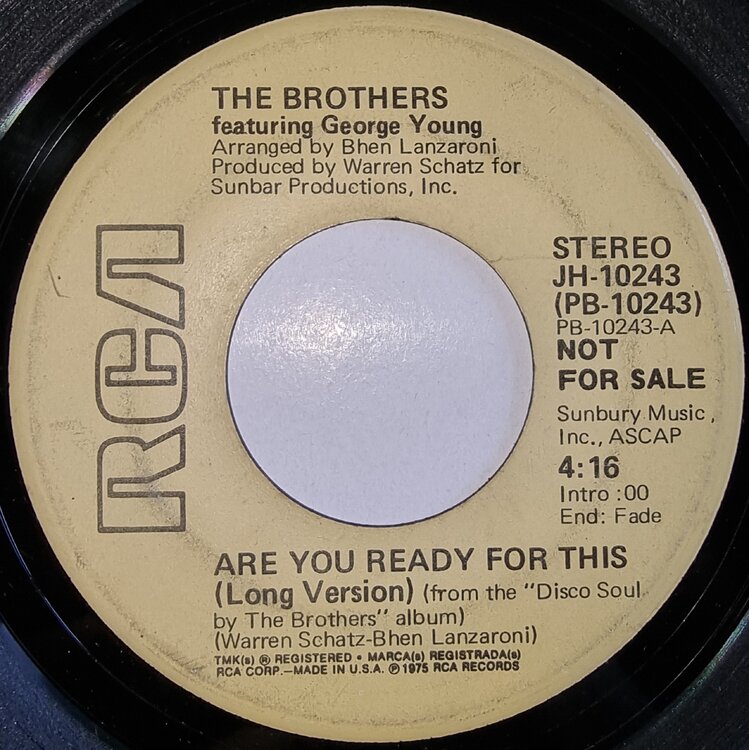 THE BROTHERS
featuring George Young
Arranged by Bhen Lanzaroni
Produced by Warren Schatz for
Sunbar Productions, Inc.
RCA
STEREO
JH-10243
(PB-10243)
PB-10243-A
NOT
FOR SALE
Sunbury Music,
Inc., ASCAP
4:16
Intro :00
End: Fade
ARE YOU READY FOR THIS
(Long Version) (from the "Disco Soul
by The Brothers" album)
(Warren Schatz-Bhen Lanzaroni)
TMK(s) ® REGISTERED • MARCA(s) REGISTRADA(s)
RCA CORP.—MADE IN U.S.A. ℗ 1975 RCA RECORDS